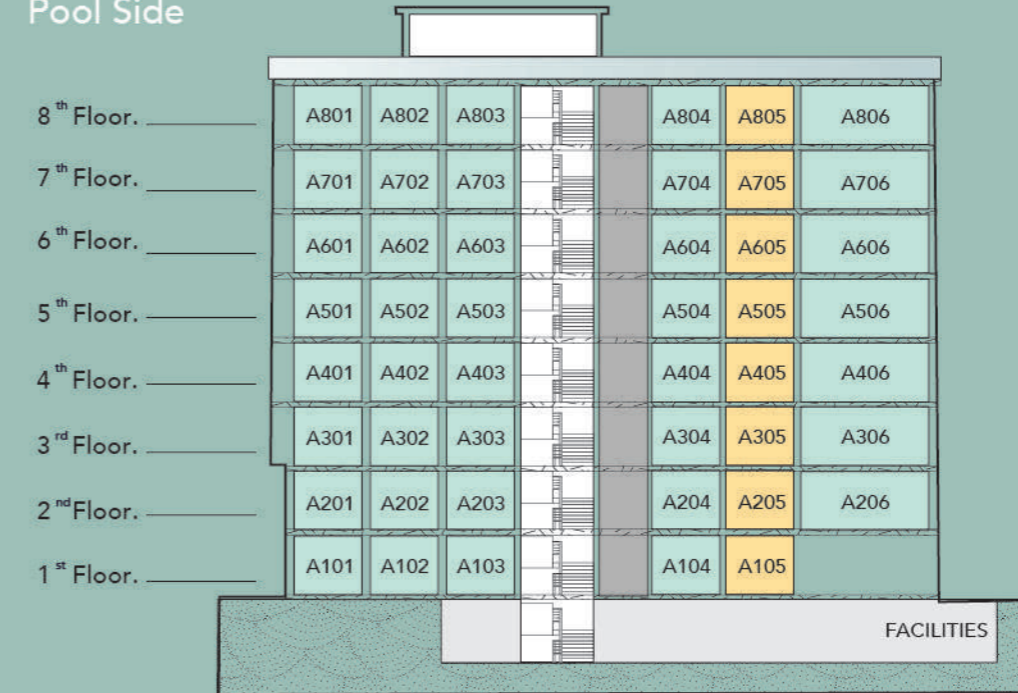 Pool Side
8th Floor. A801 A802 A803 A804 A805 A806
7th Floor. A701 A702 A703 A704 A705 A706
6th Floor. A601 A602 A603 A604 A605 A606
5th Floor. A501 A502 A503 A504 A505 A506
4th Floor. A401 A402 A403 A404 A405 A406
3rd Floor. A301 A302 A303 A304 A305 A306
2nd Floor. A201 A202 A203 A204 A205 A206
1st Floor. A101 A102 A103 A104 A105
FACILITIES